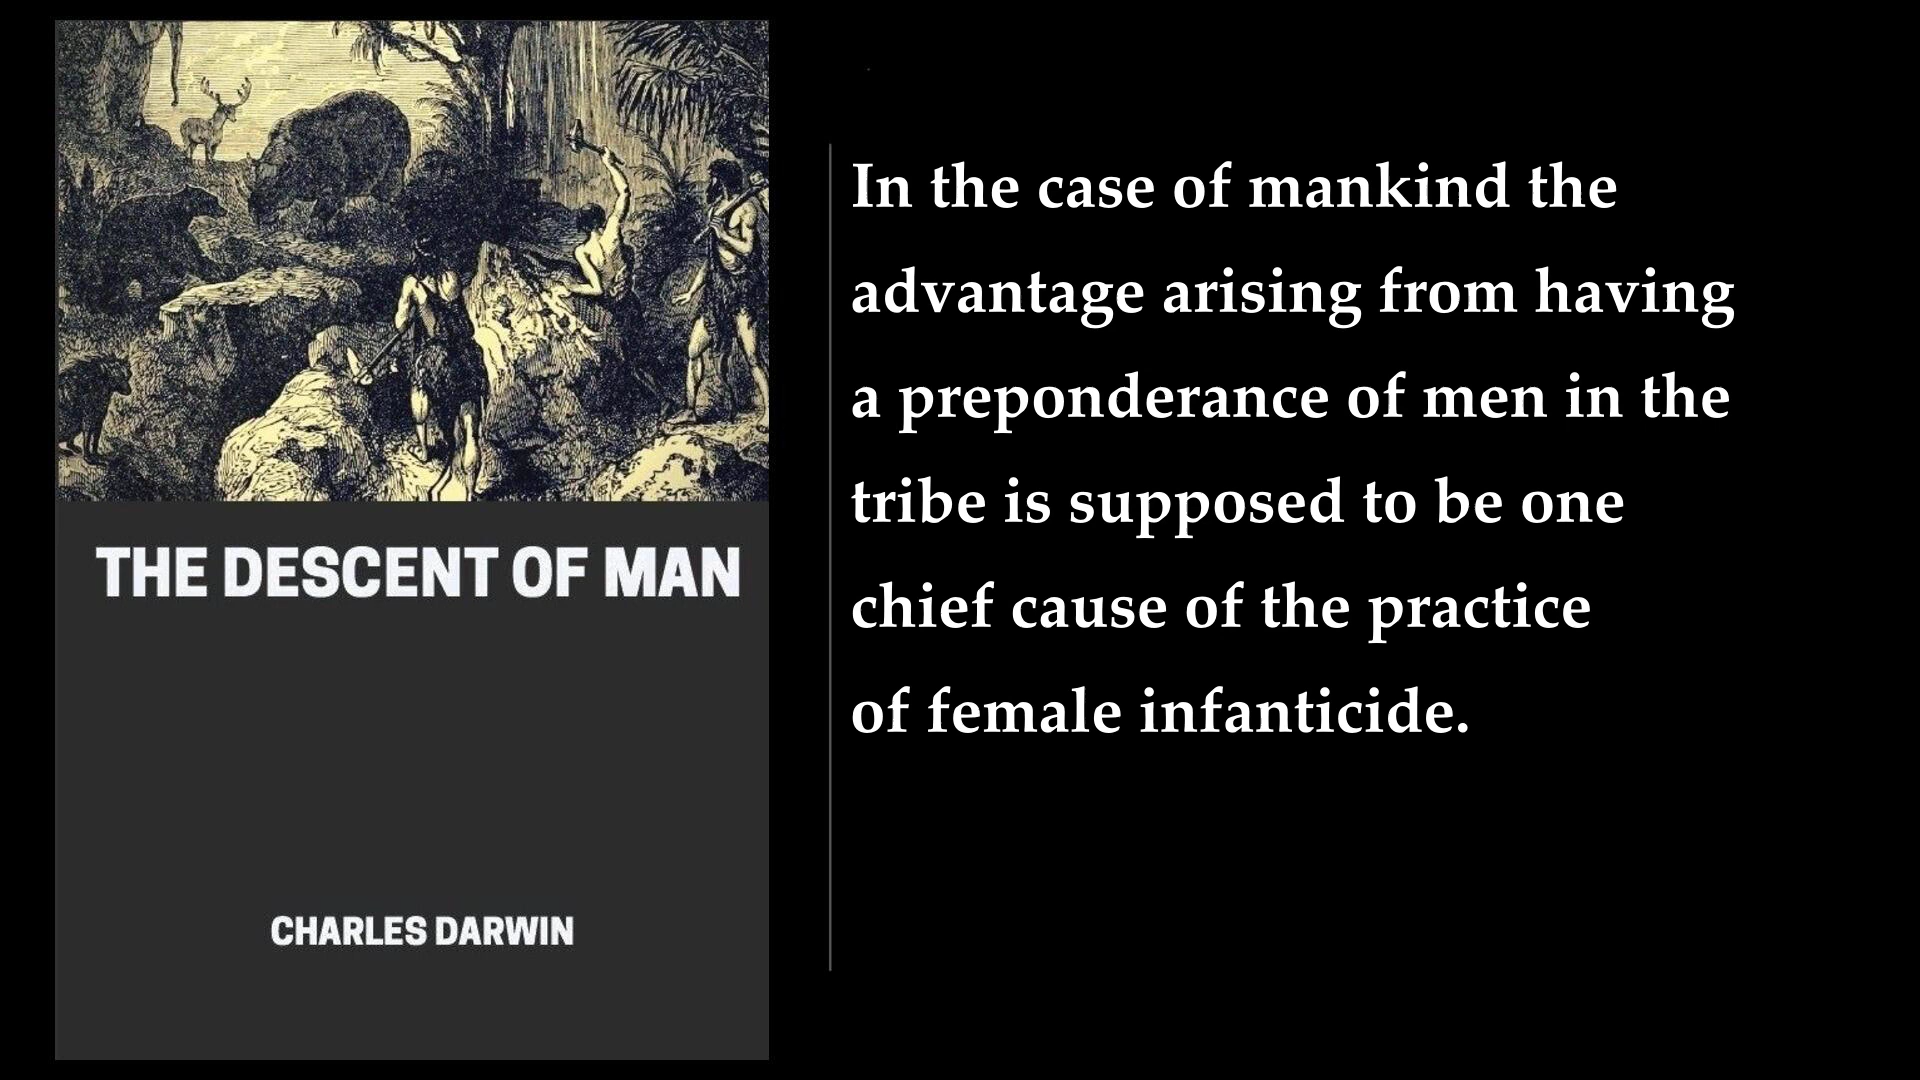 THE DESCENT OF MAN
CHARLES DARWIN
In the case of mankind the
advantage arising from having
a preponderance of men in the
tribe is supposed to be one
chief cause of the practice
of female infanticide.